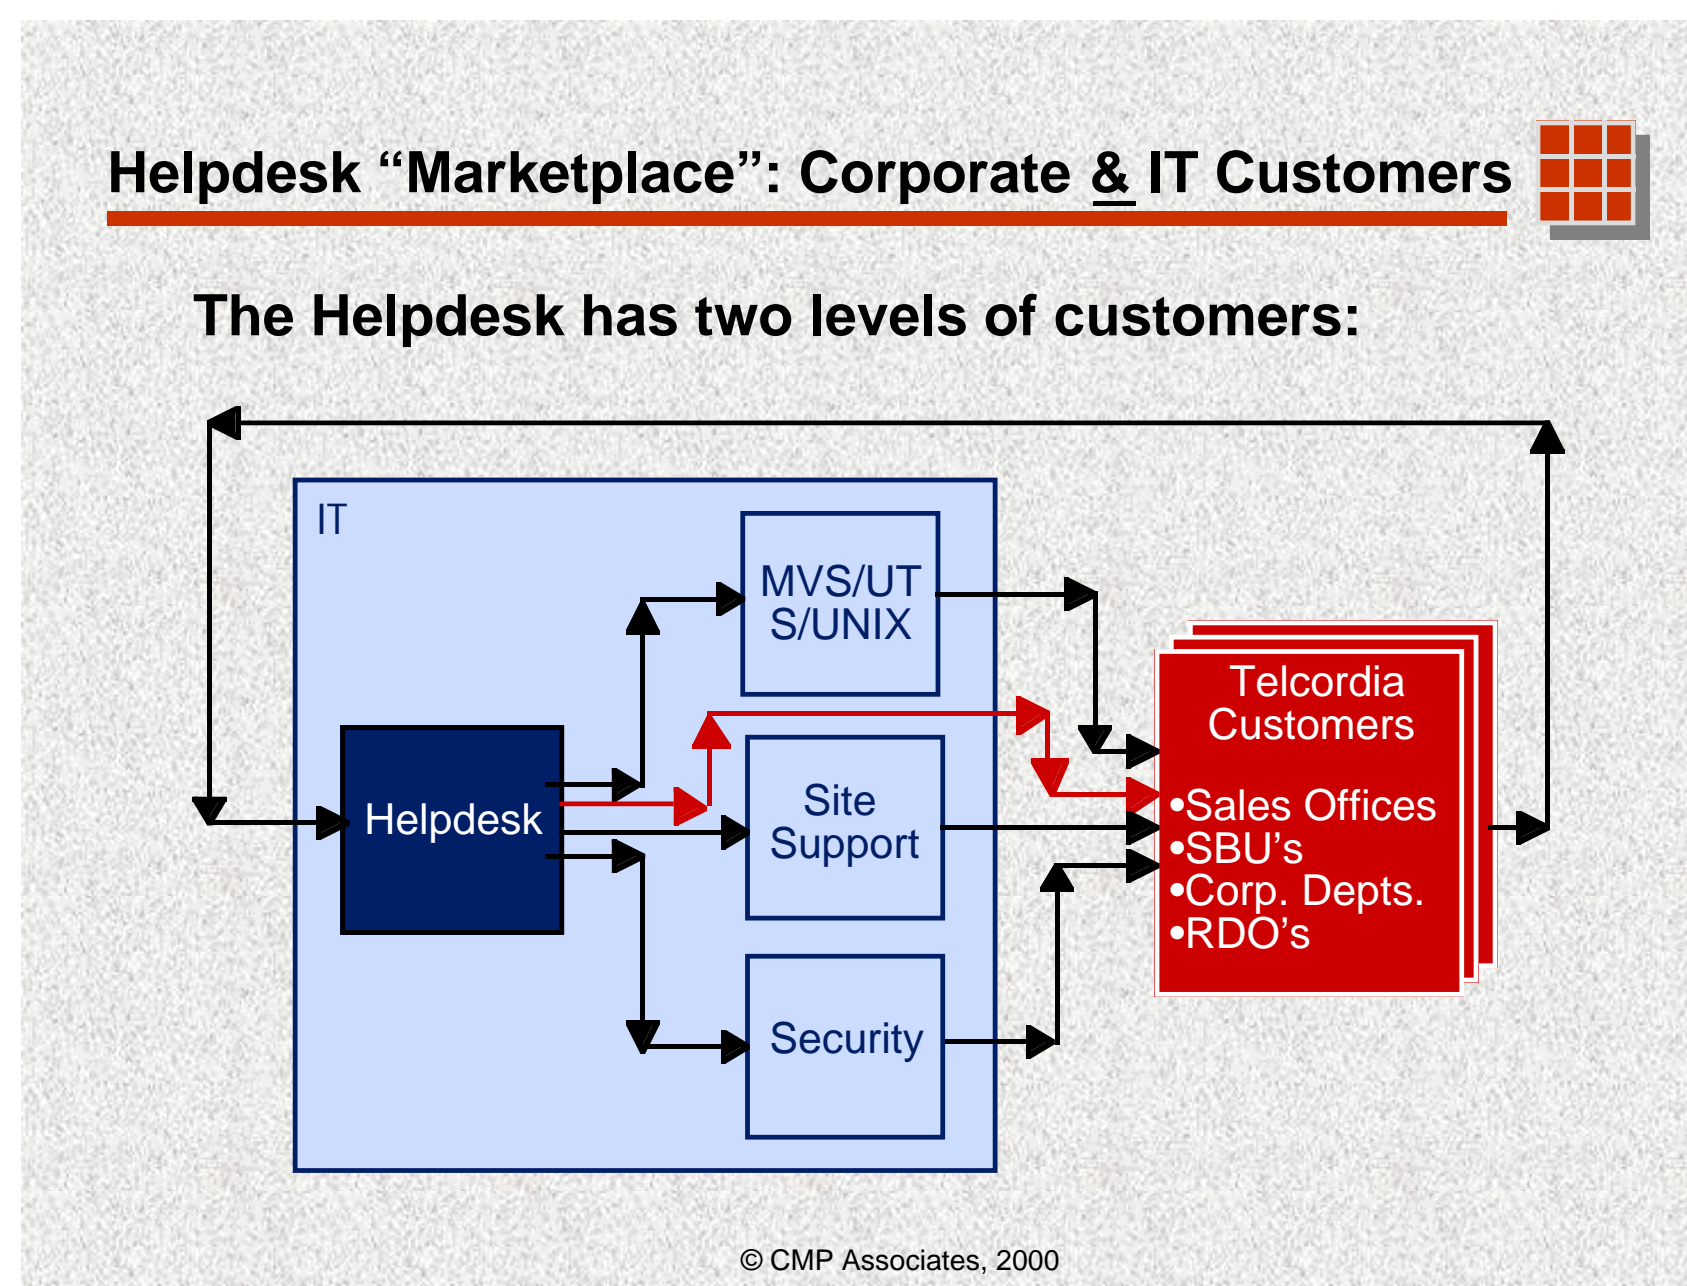 Helpdesk “Marketplace”: Corporate & IT Customers
The Helpdesk has two levels of customers:
IT
MVS/UT
S/UNIX
Helpdesk
Site
Support
Security
Telcordia
Customers
•Sales Offices
•SBU’s
•Corp. Depts.
•RDO’s
© CMP Associates, 2000